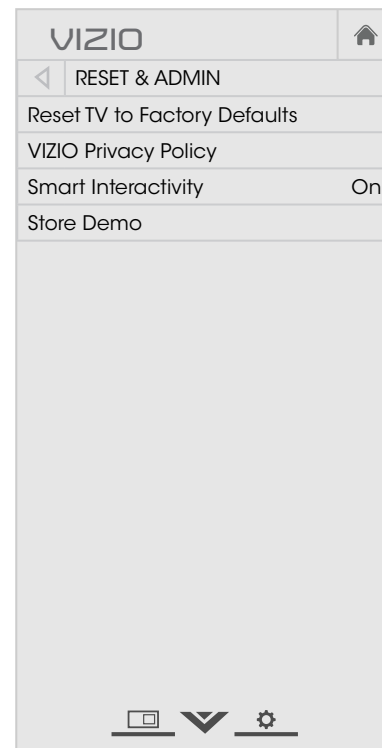 VIZIO
RESET & ADMIN
Reset TV to Factory Defaults
VIZIO Privacy Policy
Smart Interactivity On
Store Demo